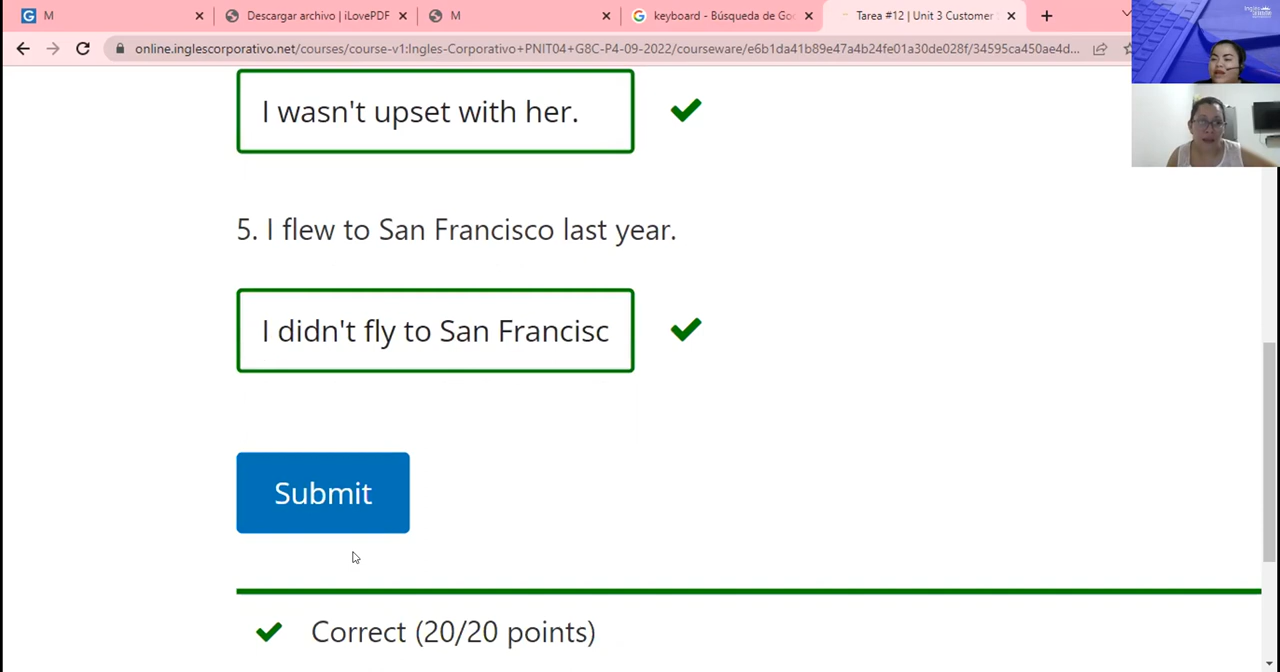 M
Descargar archivo | iLovePDF
M
keyboard - Búsqueda de Goo
Tarea #12 | Unit 3 Customer
online.inglescorporativo.net/courses/course-v1:Ingles-Corporativo+PNIT04+G8C-P4-09-2022/courseware/e6b1da41b89e47a4b24fe01a30de028f/34595ca450ae4d...
I wasn't upset with her.
5. I flew to San Francisco last year.
I didn't fly to San Francisc
Submit
Correct (20/20 points)